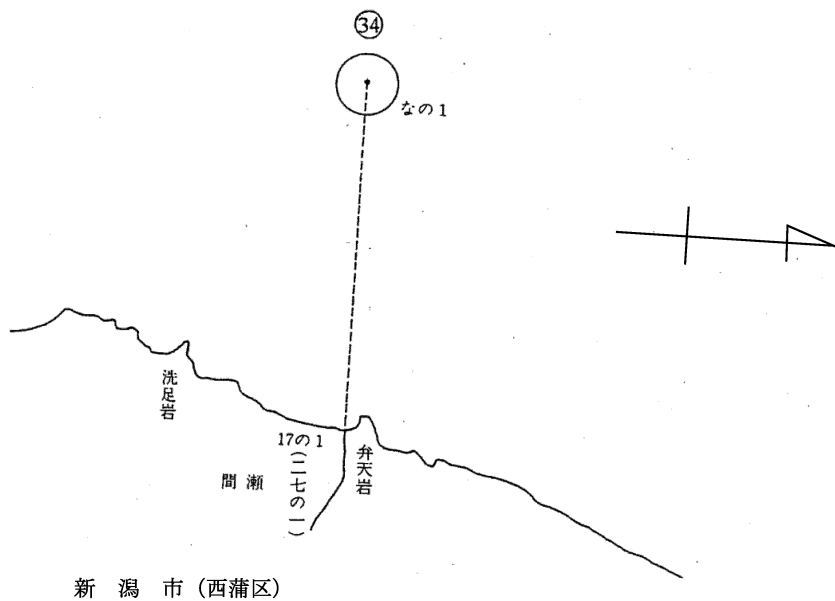 ㉞
なの1
洗足岩
17の1
(二七の一)
弁天岩
間瀬
新潟市(西蒲区)